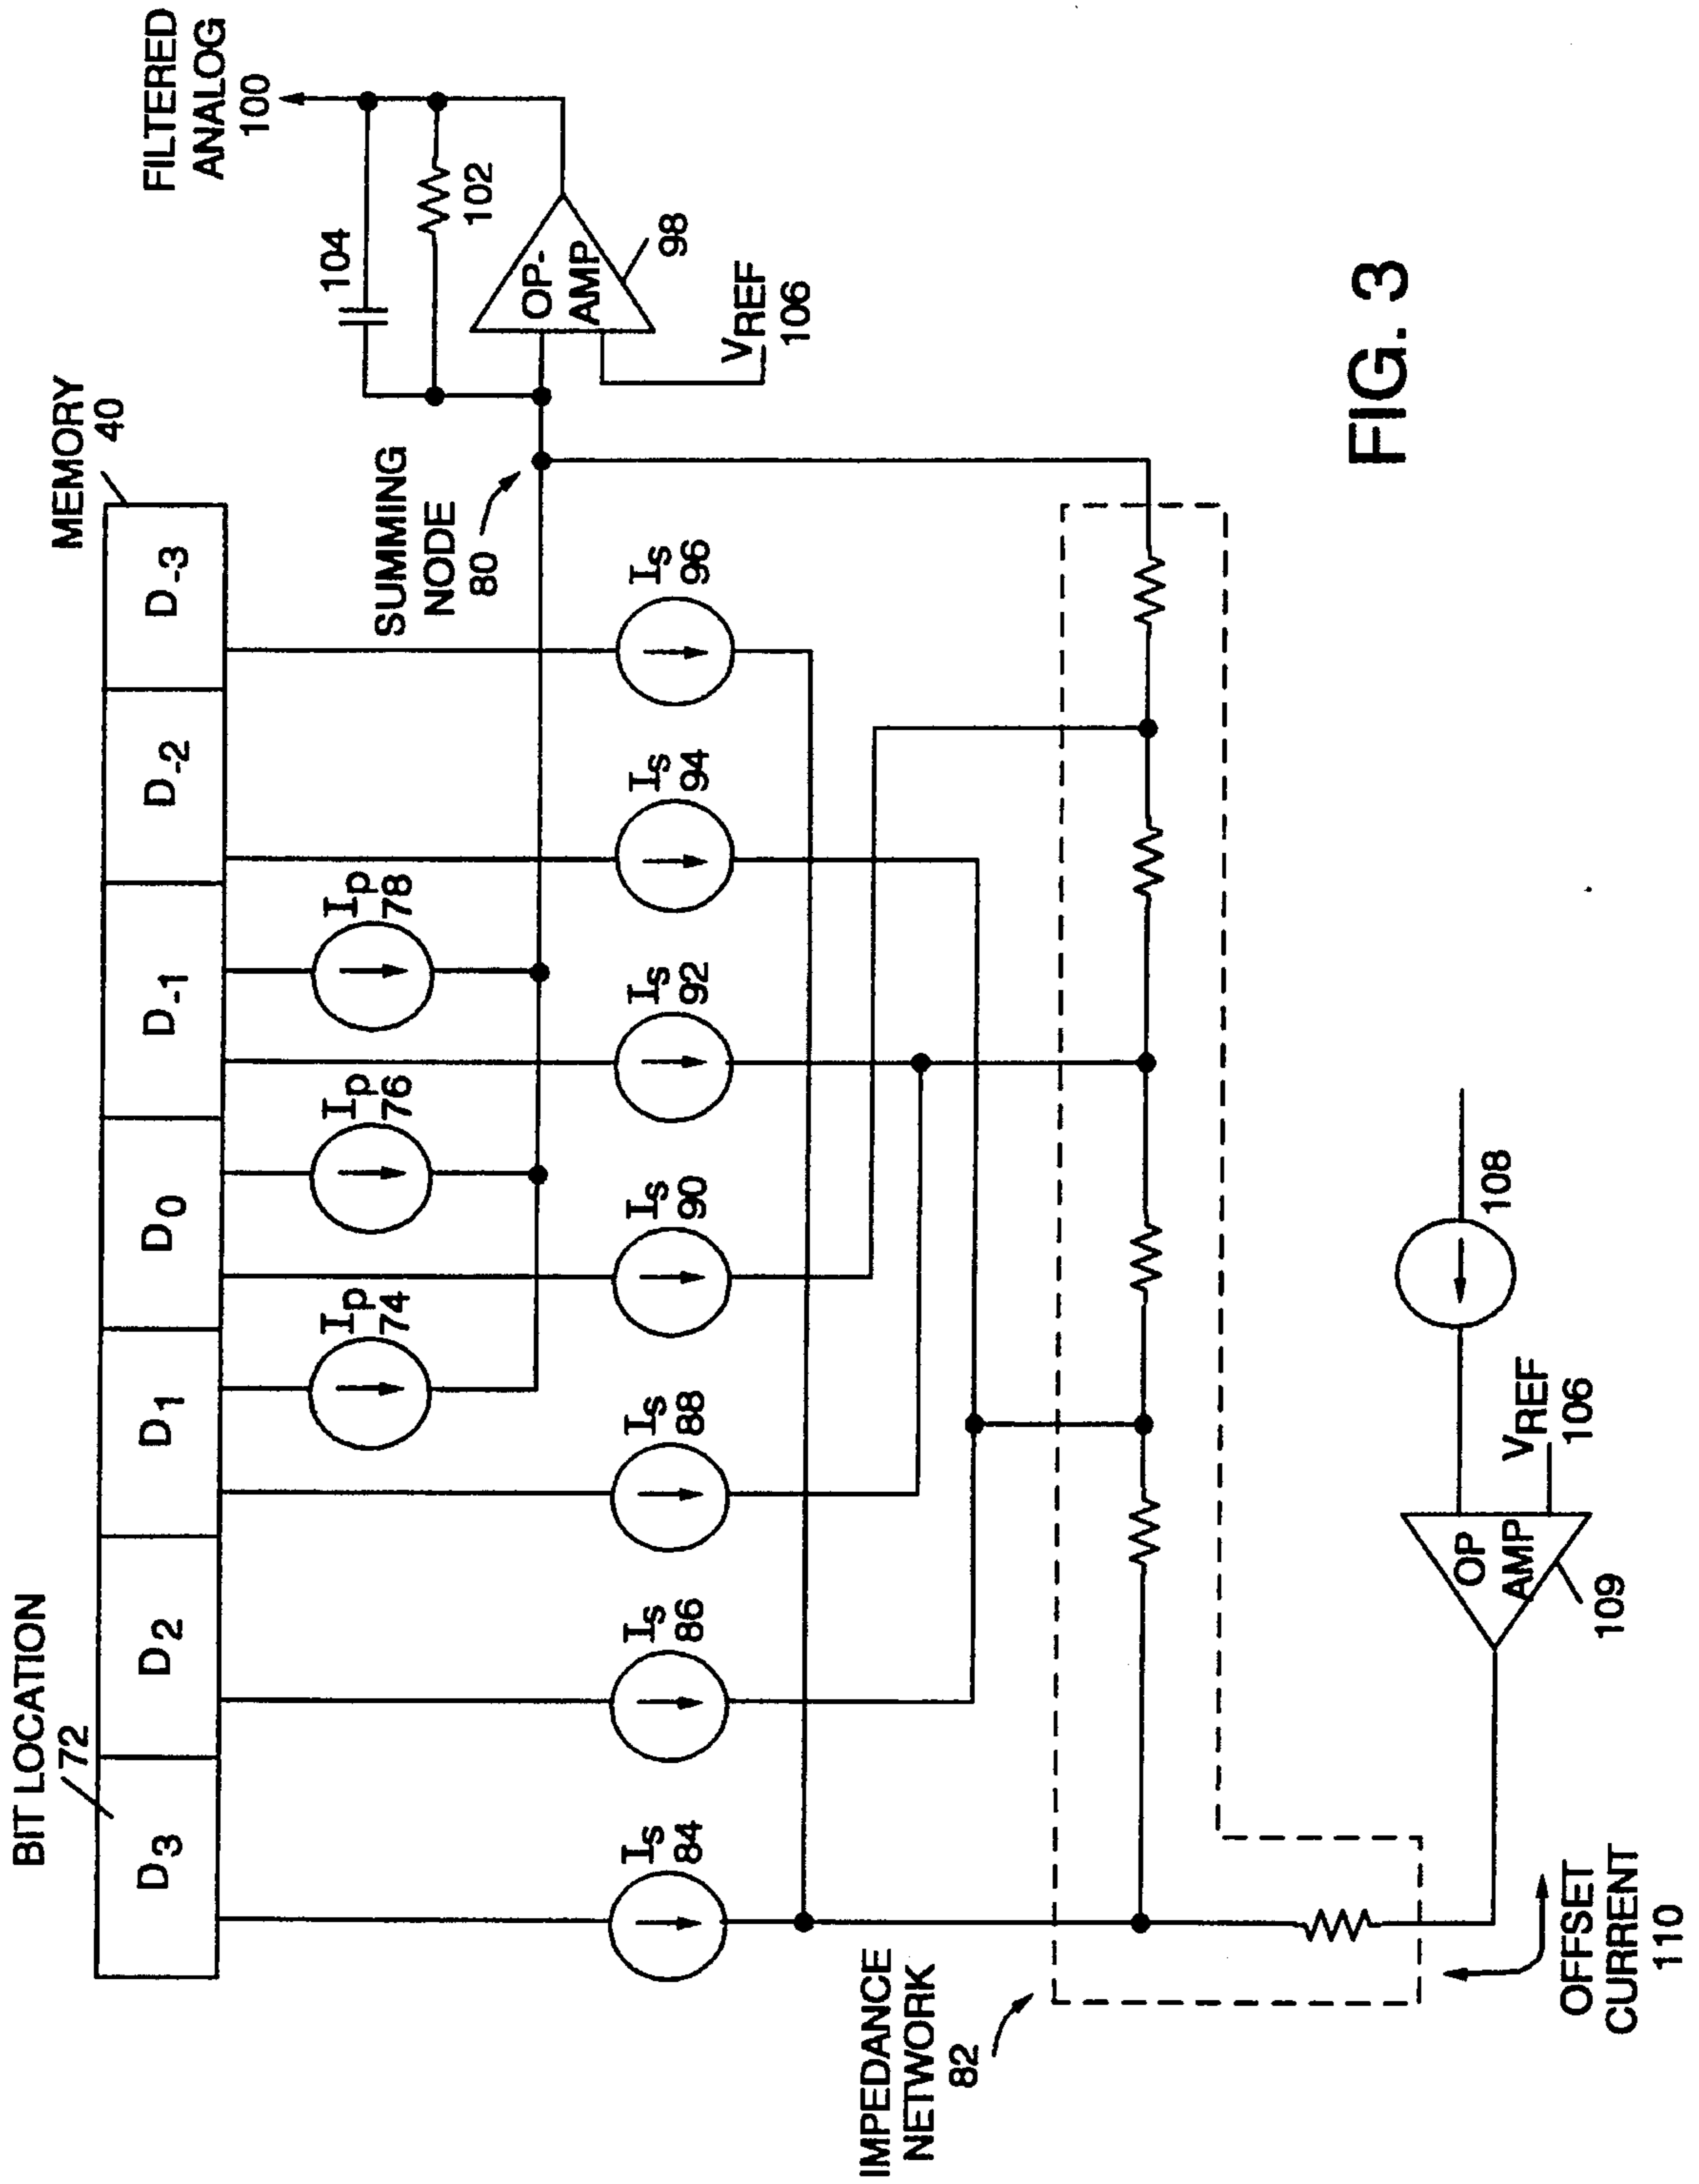 BIT LOCATION
72
MEMORY
40
D3
D2
D1
D0
D-1
D-2
D-3
FILTERED
ANALOG
100
104
102
OP-
AMP
98
VREF
106
Ip
74
Ip
76
Ip
78
SUMMING
NODE
80
Is
84
Is
86
Is
88
Is
90
Is
92
Is
94
Is
96
IMPEDANCE
NETWORK
82
OFFSET
CURRENT
110
OP
AMP
109
VREF
106
108
FIG. 3